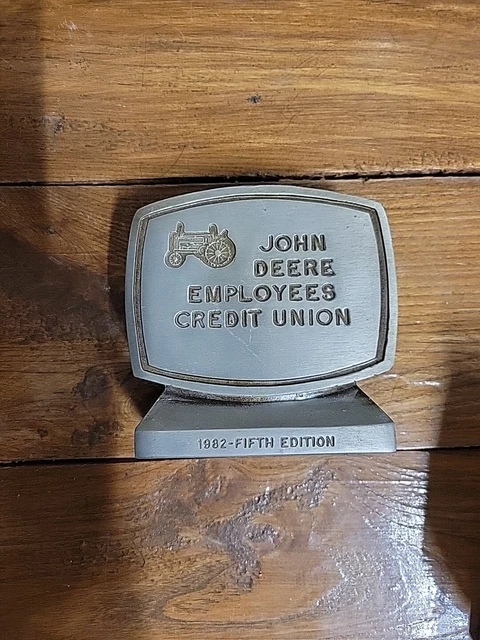 JOHN
DEERE
EMPLOYEES
CREDIT UNION
1982-FIFTH EDITION